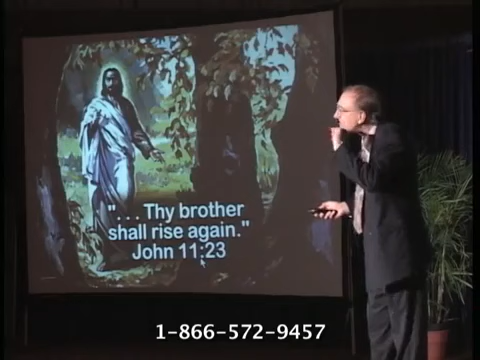 ". . . Thy brother
shall rise again."
John 11:23
1-866-572-9457